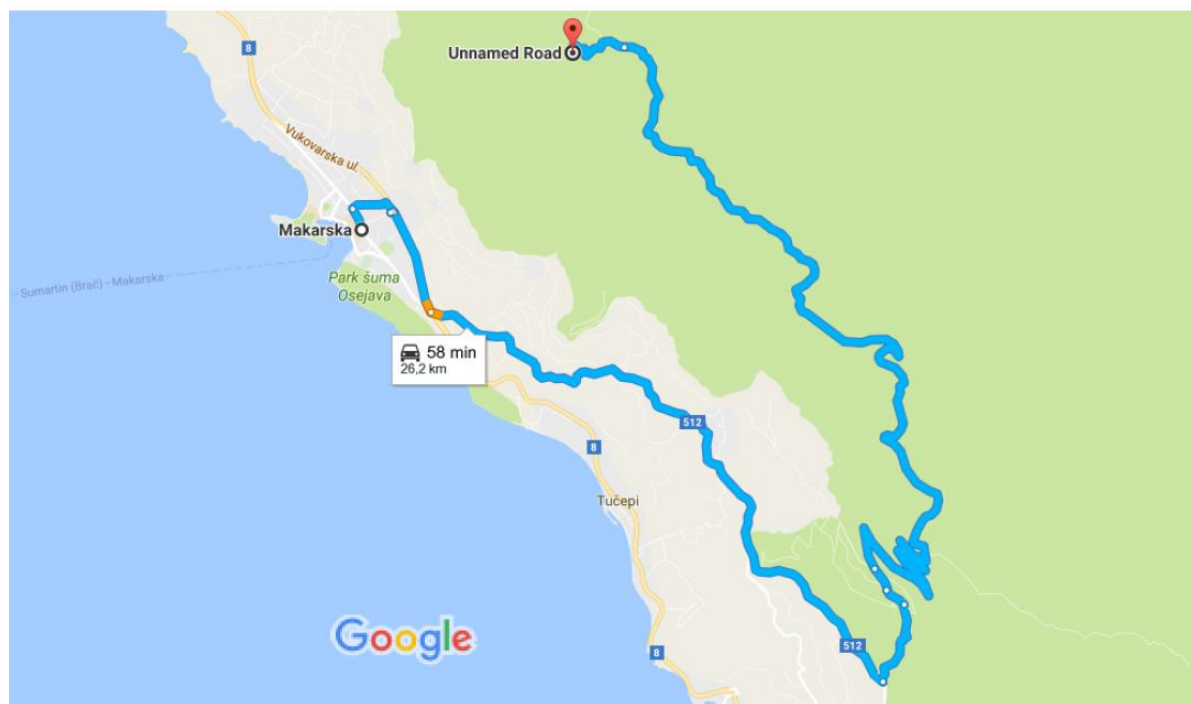 8
Unnamed Road
Vukovarska ul.
Makarska
Sumartin (Brač) - Makarska
Park šuma
Osejava
58 min
26,2 km
512
8
Tučepi
Google
512
8